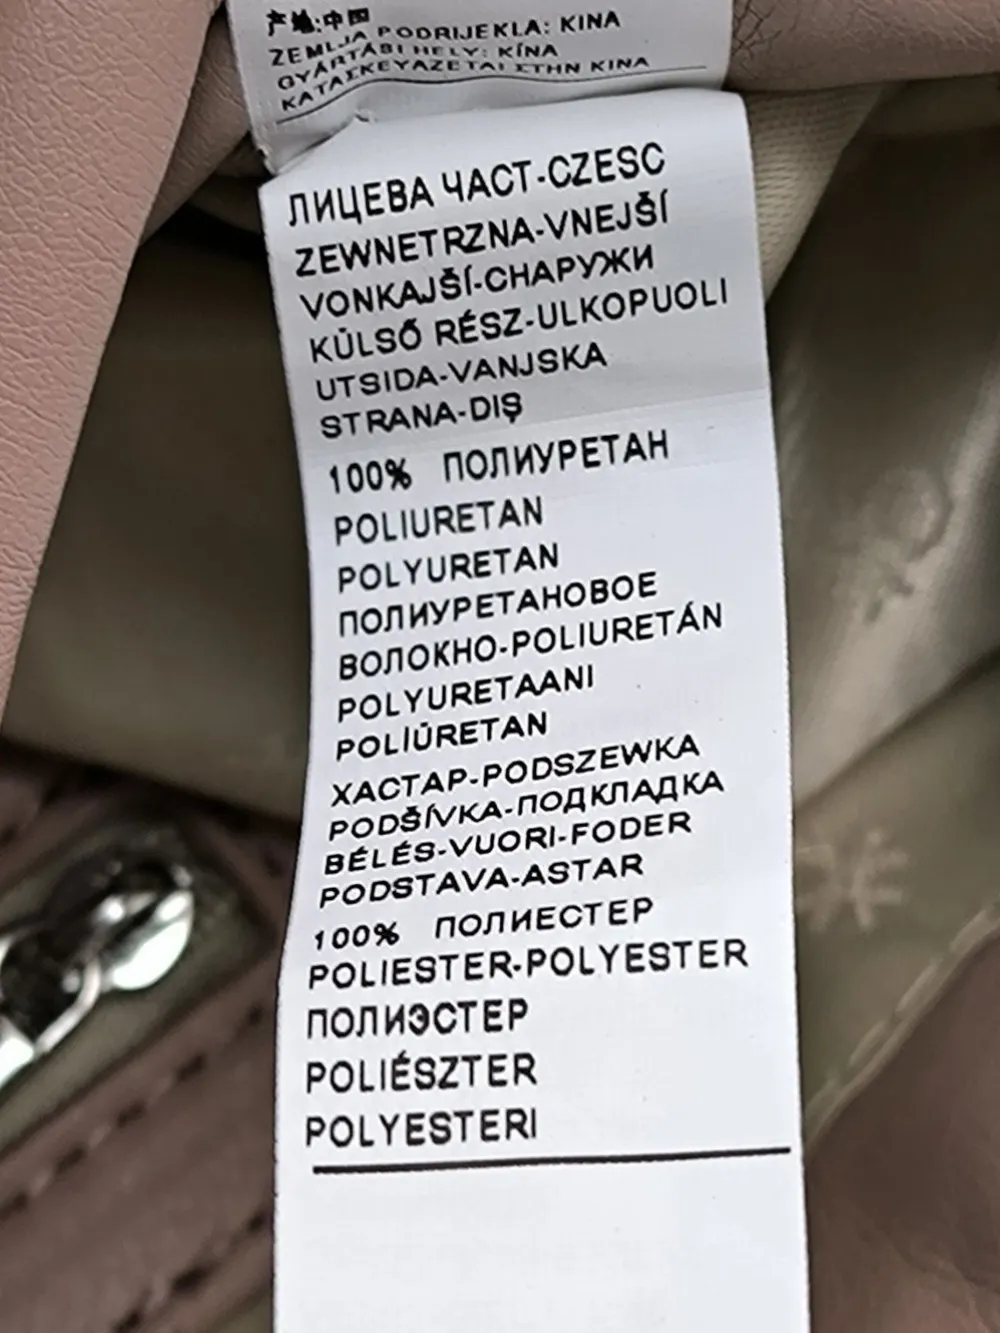 产地:中国
ZEMLJA PODRIJEKLA: KINA
GYÁRTÁSI HELY: KÍNA
ΚΑΤΑΣΚΕΥΑΖΕΤΑΙ ΣΤΗΝ ΚΙΝΑ
ЛИЦЕВА ЧАСТ-CZESC
ZEWNETRZNA-VNEJŠÍ
VONKAJŠÍ-СНАРУЖИ
KÜLSŐ RÉSZ-ULKOPUOLI
UTSIDA-VANJSKA
STRANA-DIŞ
100% ПОЛИУРЕТАН
POLIURETAN
POLYURETAN
ПОЛИУРЕТАНОВОЕ
ВОЛОКНО-POLIURETÁN
POLYURETAANI
POLIÜRETAN
ХАСТАР-PODSZEWKA
PODŠÍVKA-ПОДКЛАДКА
BÉLÉS-VUORI-FODER
PODSTAVA-ASTAR
100% ПОЛИЕСТЕР
POLIESTER-POLYESTER
ПОЛИЭСТЕР
POLIÉSZTER
POLYESTERI